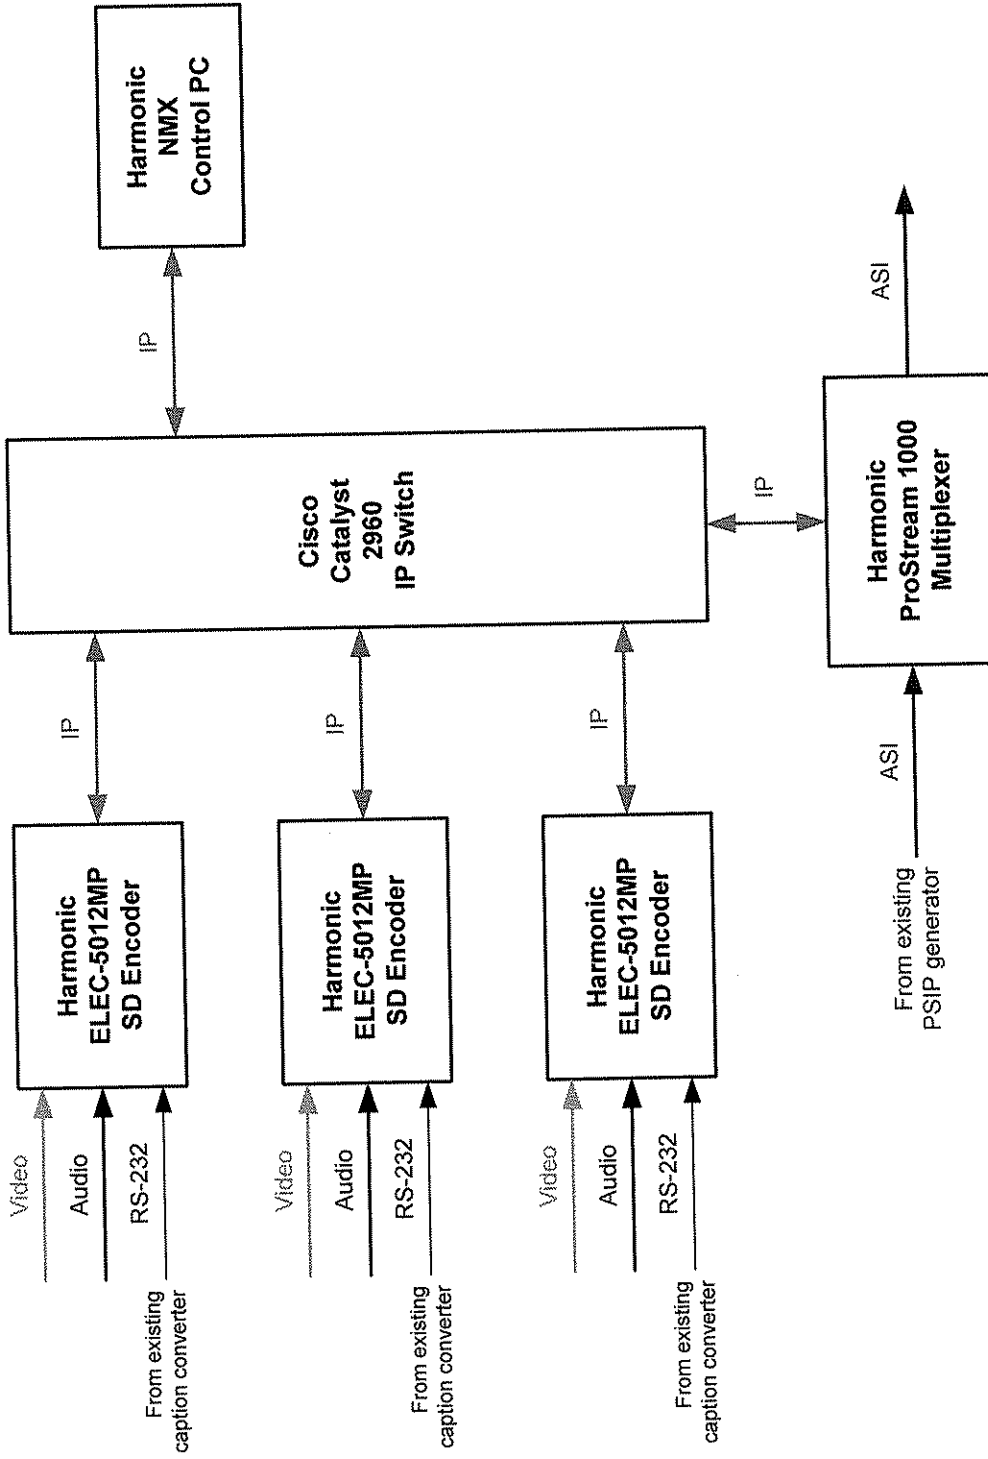 Video
Audio
RS-232
From existing
caption converter
Harmonic
ELEC-5012MP
SD Encoder
IP
Video
Audio
RS-232
From existing
caption converter
Harmonic
ELEC-5012MP
SD Encoder
IP
Video
Audio
RS-232
From existing
caption converter
Harmonic
ELEC-5012MP
SD Encoder
IP
Cisco
Catalyst
2960
IP Switch
IP
Harmonic
NMX
Control PC
IP
From existing
PSIP generator
ASI
Harmonic
ProStream 1000
Multiplexer
ASI